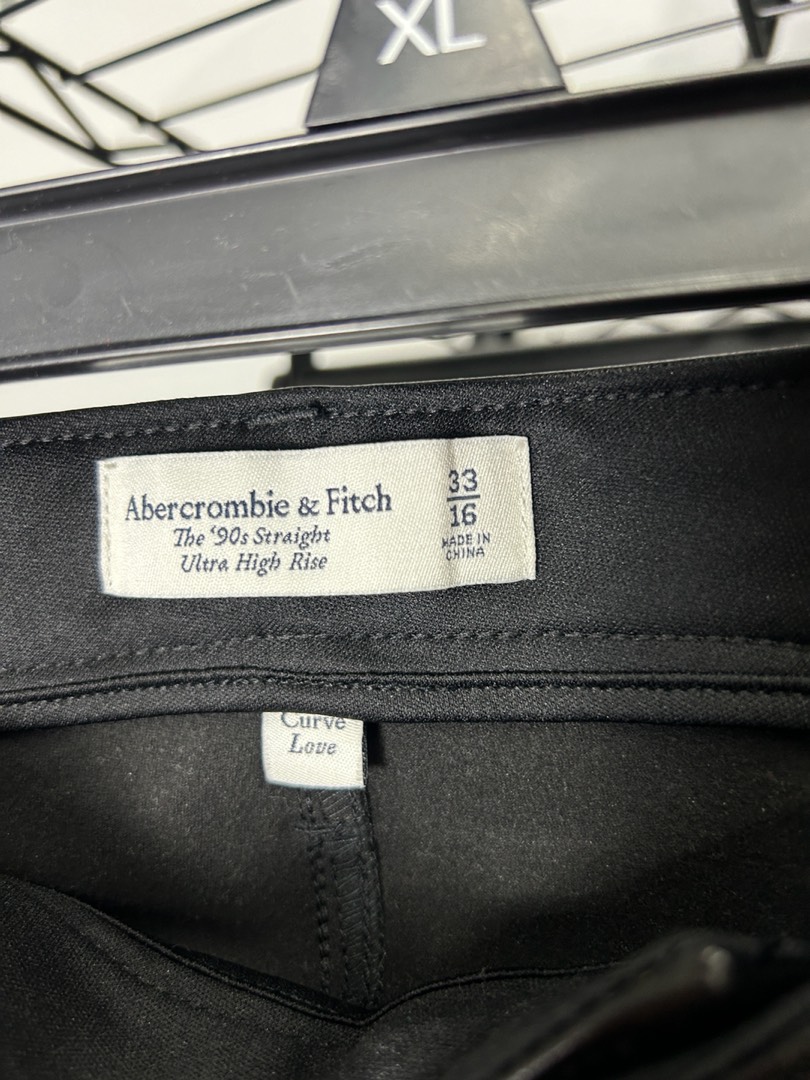 XL
Abercrombie & Fitch
The '90s Straight
Ultra High Rise
33
16
MADE IN
CHINA
Curve
Love